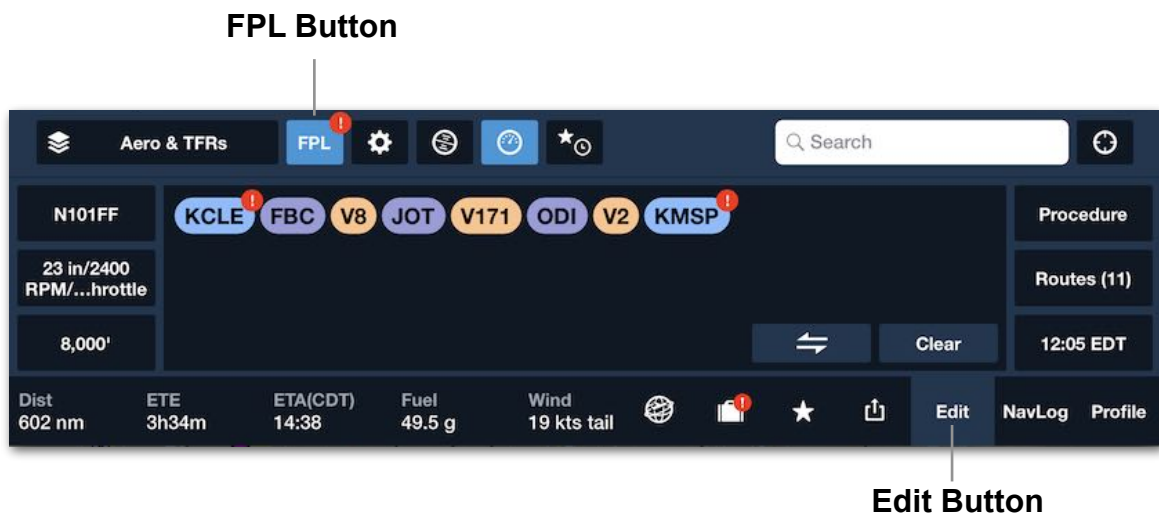 FPL Button
Aero & TFRs FPL ! Search
N101FF KCLE ! FBC V8 JOT V171 ODI V2 KMSP ! Procedure
23 in/2400
RPM/...hrottle
Routes (11)
8,000' Clear 12:05 EDT
Dist ETE ETA(CDT) Fuel Wind
602 nm 3h34m 14:38 49.5 g 19 kts tail ! Edit NavLog Profile
Edit Button